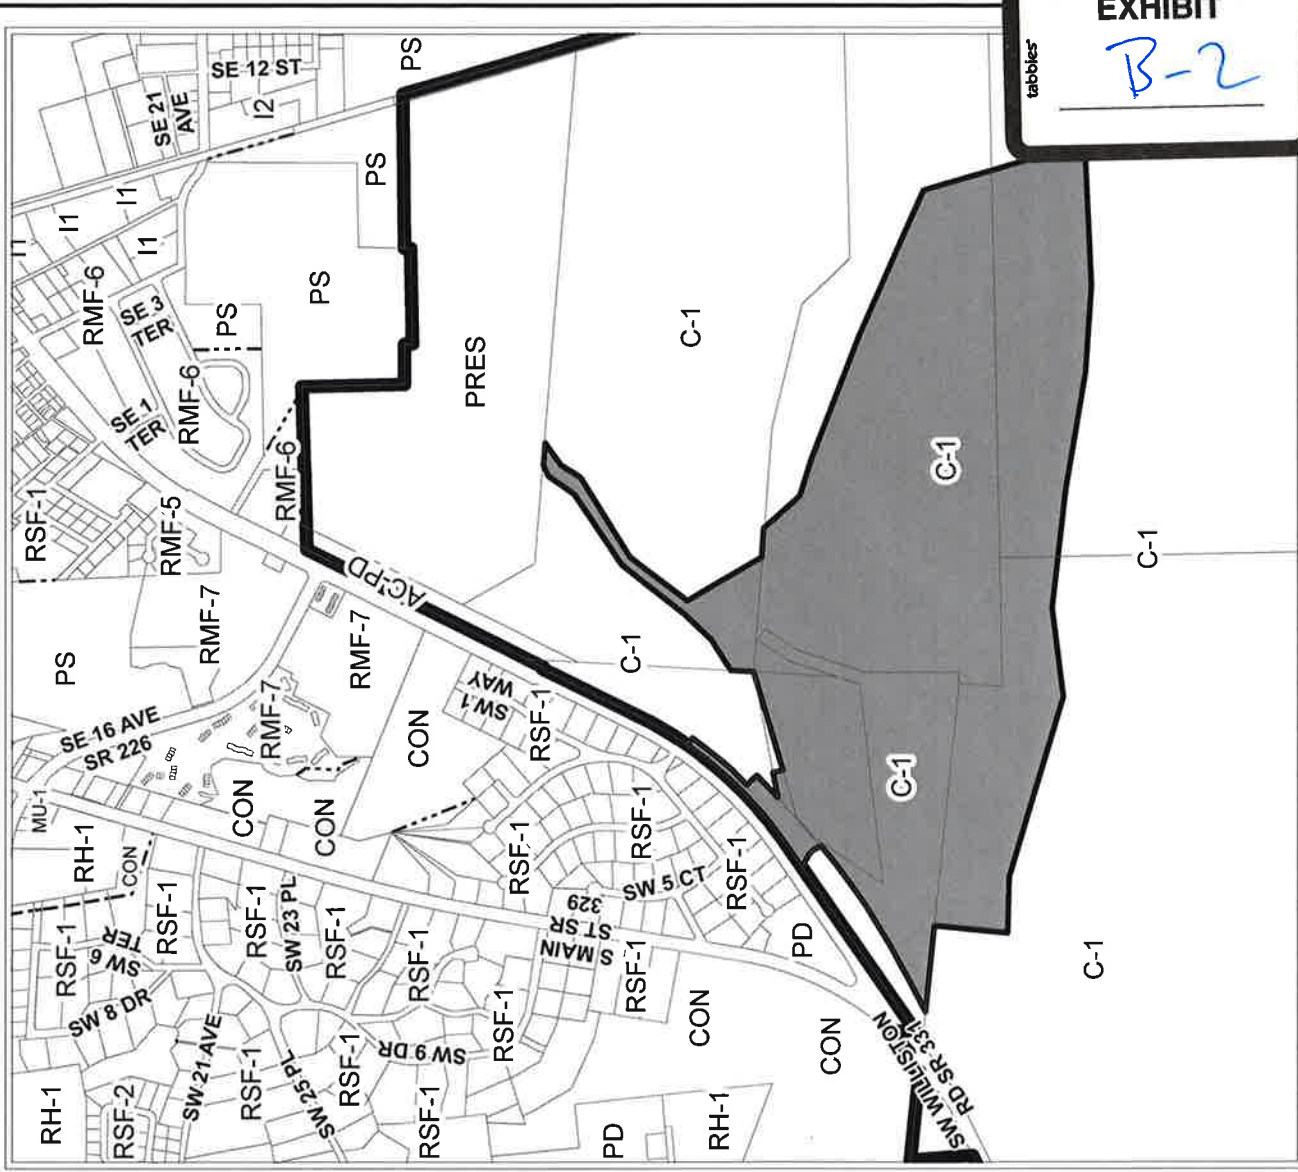 EXHIBIT
tabbies®
B-2
SE 12 ST
SE 21
AVE
I2
PS
PS
I1
I1
I1
I1
RMF-6
SE 3
TER
PS
PS
RMF-6
SE 1
TER
RMF-6
PRES
C-1
RSF-1
RMF-5
AC-PD
RMF-7
RMF-7
PS
SE 16 AVE
SR 226
RMF-7
CON
SW 1
WAY
RSF-1
C-1
C-1
C-1
C-1
MU-1
CON
CON
RH-1
CON
RSF-1
RSF-1
SW 23 PL
RSF-1
RSF-1
RSF-1
SW 5 CT
RSF-1
S MAIN
ST SR
329
RSF-1
SW 6
TER
RSF-1
SW 8 DR
RSF-1
RSF-1
PD
CON
CON
C-1
SW WILLISTON
RD SR 331
RH-1
RSF-2
SW 21 AVE
RSF-1
SW 25 PL
RSF-1
SW 9 DR
RSF-1
PD
RH-1